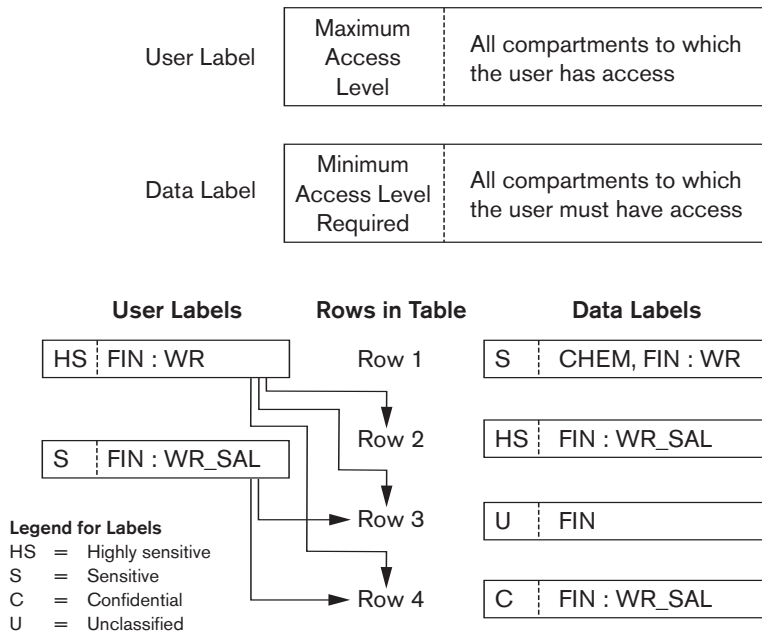 User Label
Maximum
Access
Level
All compartments to which
the user has access
Data Label
Minimum
Access Level
Required
All compartments to which
the user must have access
User Labels Rows in Table Data Labels
HS FIN : WR Row 1 S CHEM, FIN : WR
Row 2 HS FIN : WR_SAL
S FIN : WR_SAL
Row 3 U FIN
Row 4 C FIN : WR_SAL
Legend for Labels
HS = Highly sensitive
S = Sensitive
C = Confidential
U = Unclassified